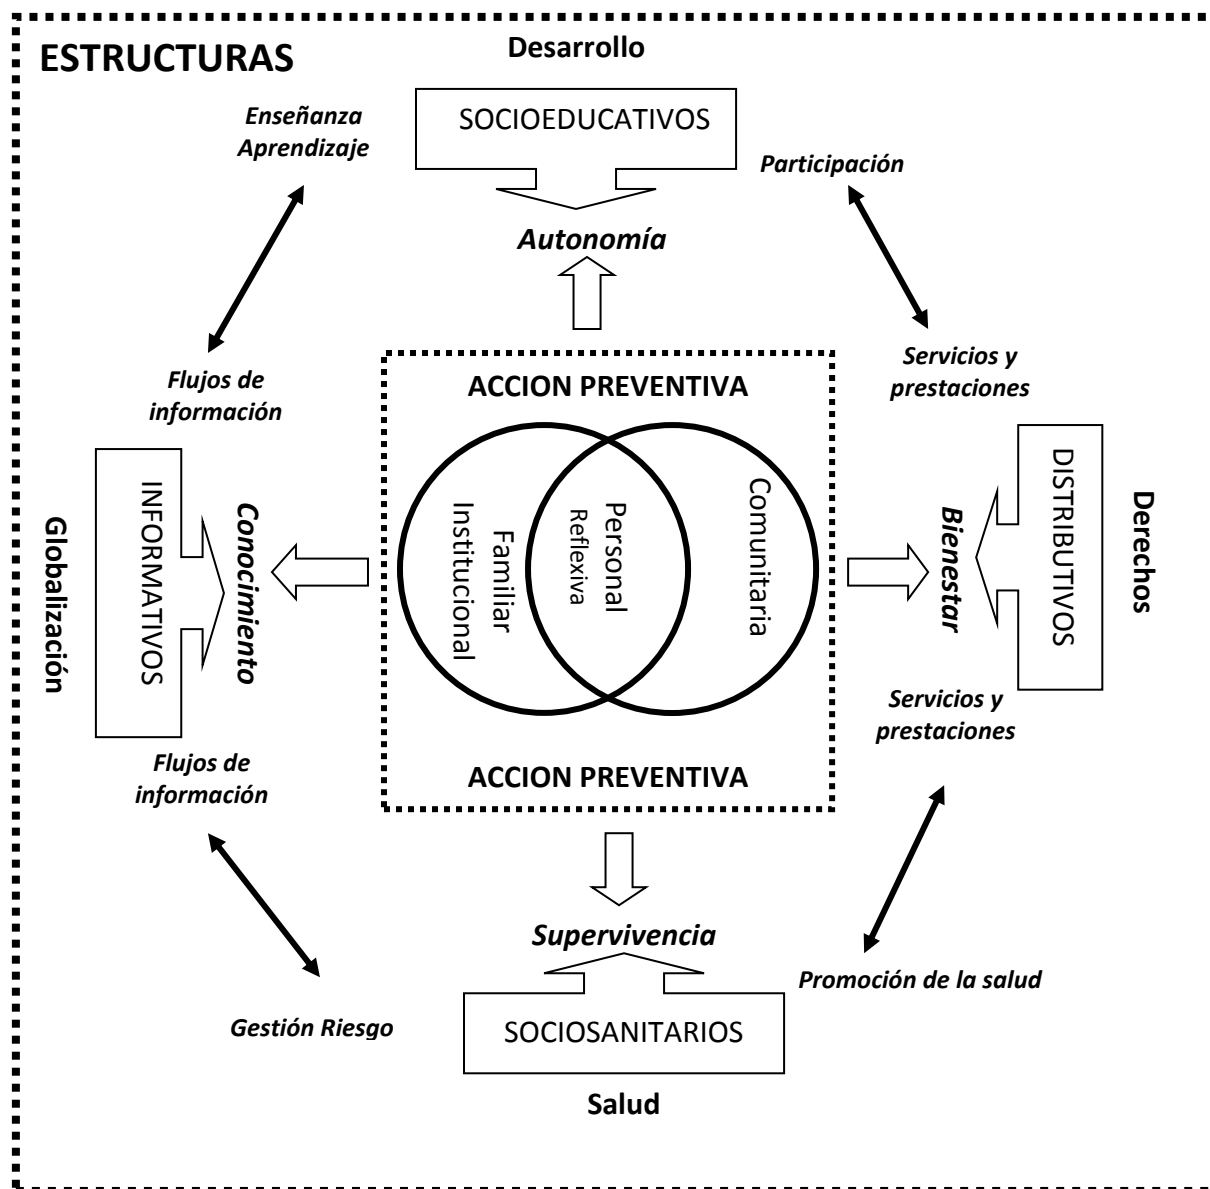 ESTRUCTURAS
Desarrollo
SOCIOEDUCATIVOS
Enseñanza
Aprendizaje
Participación
Autonomía
Flujos de
información
Servicios y
prestaciones
ACCION PREVENTIVA
Globalización
INFORMATIVOS
Conocimiento
Institucional
Familiar
Personal
Reflexiva
Comunitaria
Bienestar
DISTRIBUTIVOS
Derechos
Servicios y
prestaciones
Flujos de
información
ACCION PREVENTIVA
Supervivencia
Promoción de la salud
Gestión Riesgo
SOCIOSANITARIOS
Salud